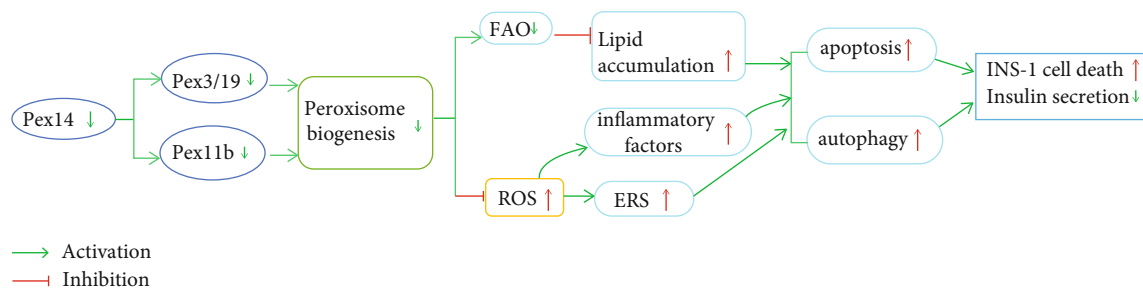 Pex14 ↓
Pex3/19 ↓
Pex11b ↓
Peroxisome
biogenesis ↓
FAO↓
Lipid
accumulation ↑
inflammatory
factors ↑
ROS ↑
ERS ↑
apoptosis ↑
autophagy ↑
INS-1 cell death ↑
Insulin secretion ↓
Activation
Inhibition